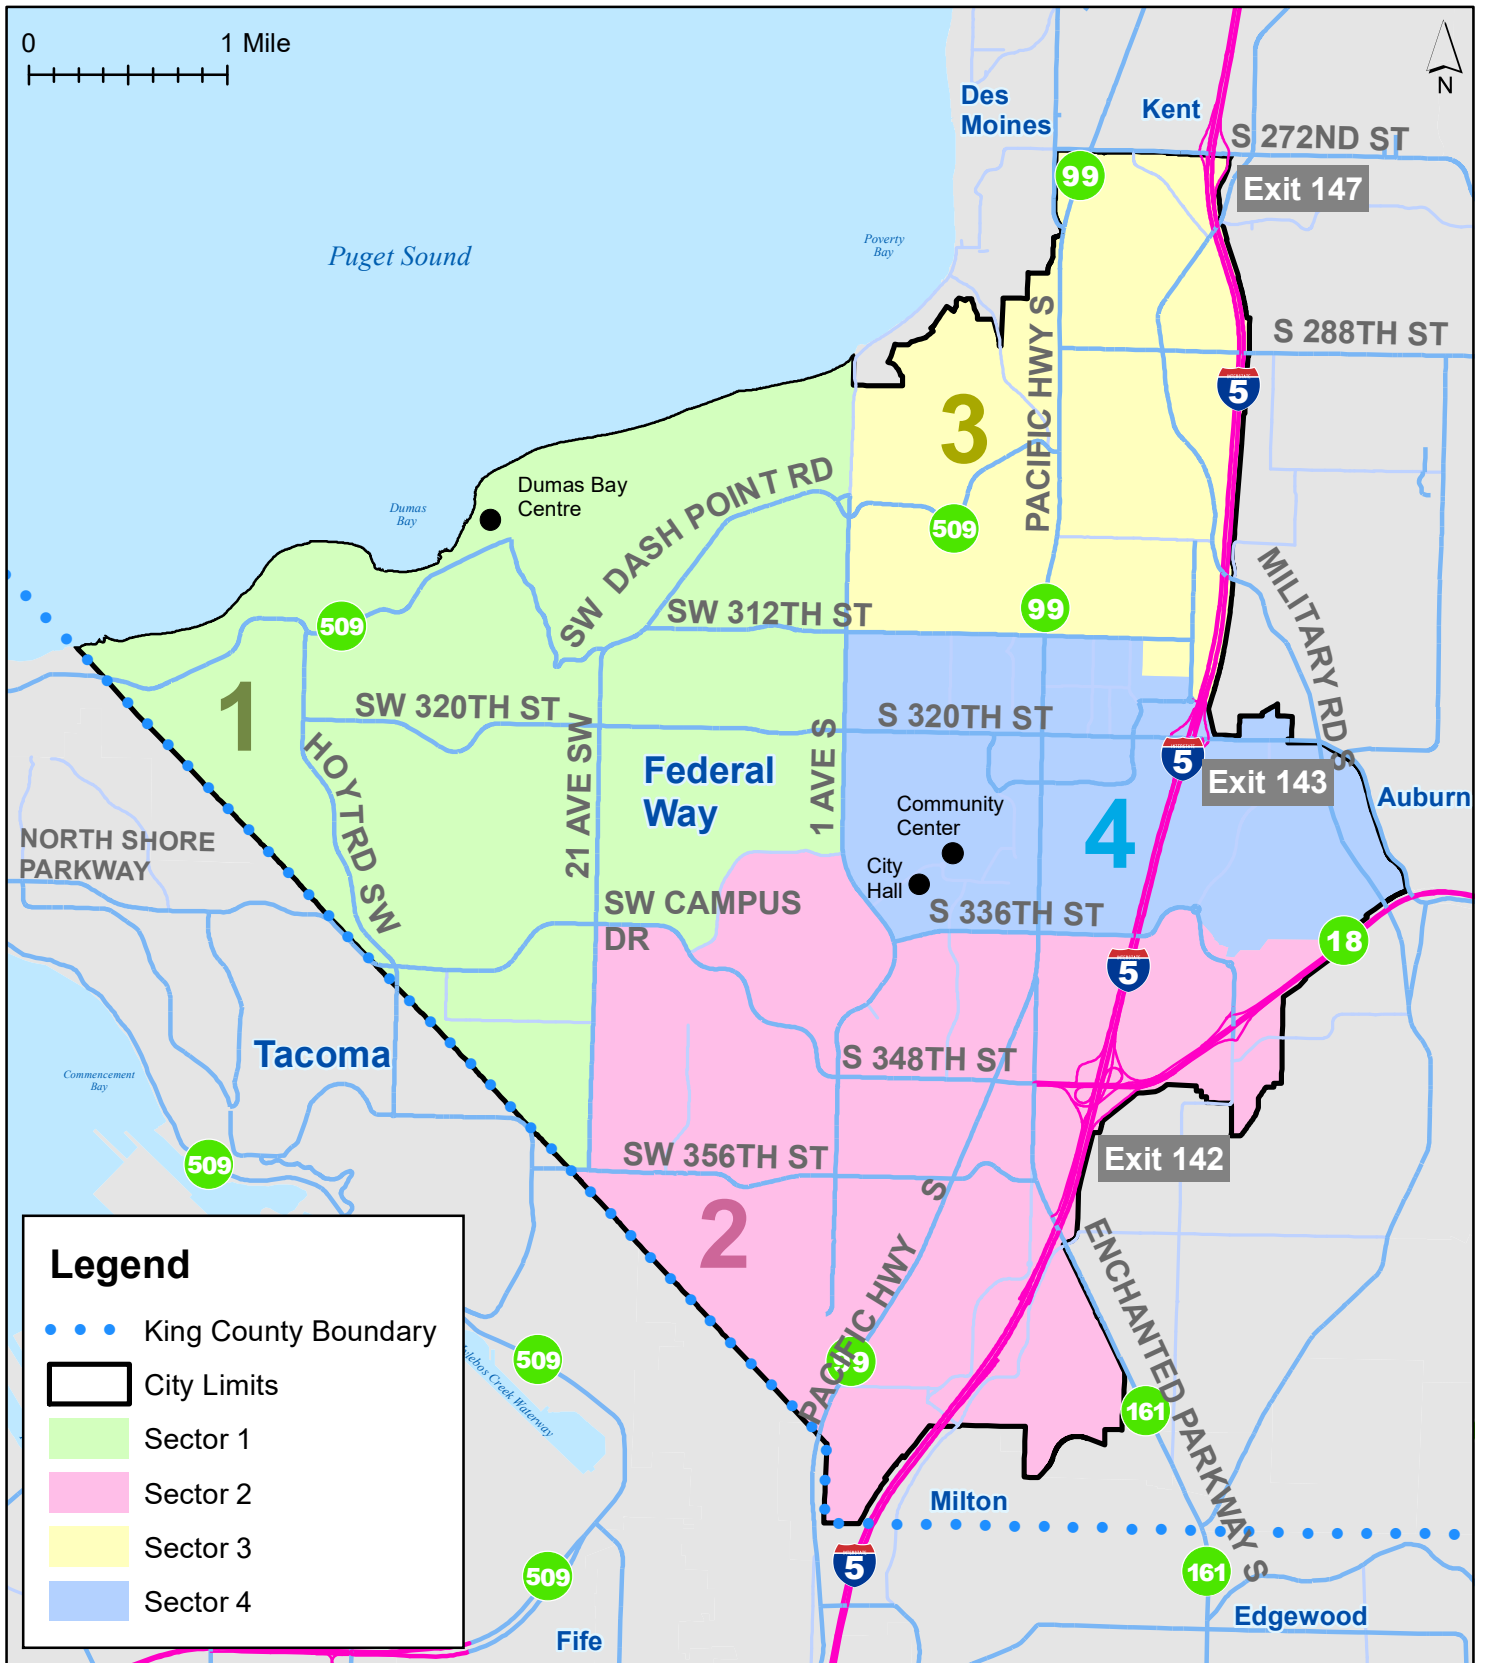 0 1 Mile
N
Des
Moines
Kent
S 272ND ST
99
Exit 147
Puget Sound
Poverty
Bay
PACIFIC HWY S
S 288TH ST
5
3
Dumas Bay
Centre
Dumas
Bay
SW DASH POINT RD
509
MILITARY RD S
509
SW 312TH ST
99
1
SW 320TH ST
S 320TH ST
HOYT RD SW
21 AVE SW
Federal
Way
1 AVE S
5
Exit 143
Auburn
Community
Center
4
City
Hall
NORTH SHORE
PARKWAY
SW CAMPUS
DR
S 336TH ST
18
5
Tacoma
S 348TH ST
Commencement
Bay
509
SW 356TH ST
Exit 142
2
PACIFIC HWY S
ENCHANTED PARKWAY S
Legend
King County Boundary
City Limits
Sector 1
Sector 2
Sector 3
Sector 4
509
Creek Waterway
161
Milton
509
5
161
Edgewood
Fife